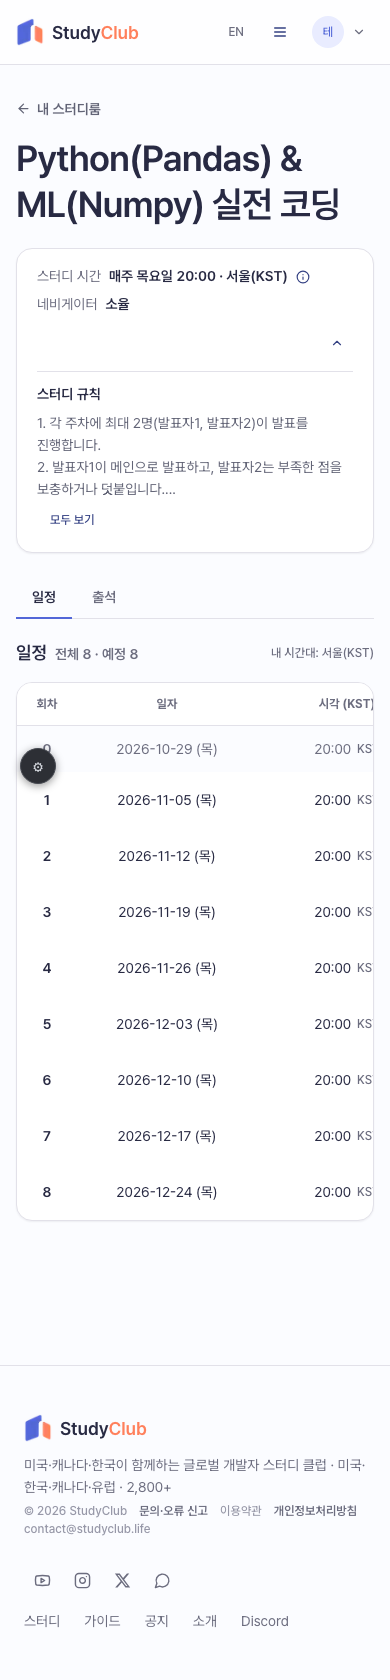 StudyClub EN 테
내 스터디룸
Python(Pandas) &
ML(Numpy) 실전 코딩
스터디 시간 매주 목요일 20:00 · 서울(KST)
네비게이터 소율
스터디 규칙
1. 각 주차에 최대 2명(발표자1, 발표자2)이 발표를
진행합니다.
2. 발표자1이 메인으로 발표하고, 발표자2는 부족한 점을
보충하거나 덧붙입니다....
모두 보기
일정 출석
일정 전체 8 · 예정 8 내 시간대: 서울(KST)
회차 일자 시각 (KST)
2026-10-29 (목) 20:00
1 2026-11-05 (목) 20:00
2 2026-11-12 (목) 20:00
3 2026-11-19 (목) 20:00
4 2026-11-26 (목) 20:00
5 2026-12-03 (목) 20:00
6 2026-12-10 (목) 20:00
7 2026-12-17 (목) 20:00
8 2026-12-24 (목) 20:00
StudyClub
미국·캐나다·한국이 함께하는 글로벌 개발자 스터디 클럽 · 미국·
한국·캐나다·유럽 · 2,800+
© 2026 StudyClub 문의·오류 신고 이용약관 개인정보처리방침
contact@studyclub.life
스터디 가이드 공지 소개 Discord